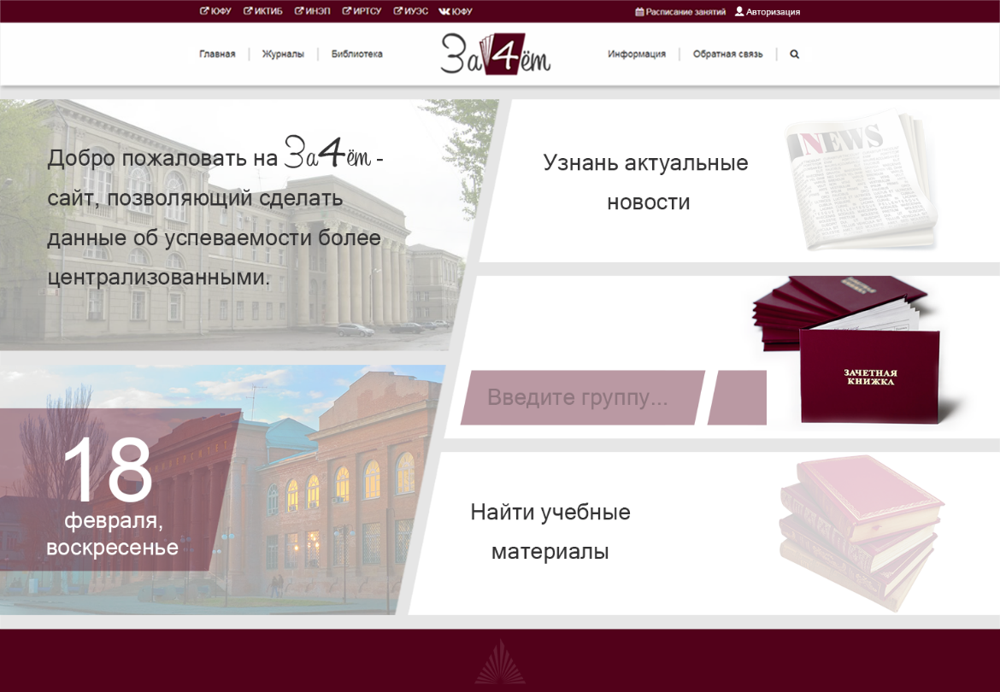 ЮФУ ИКТИБ ИНЭП ИРТСУ ИУЭС ЮФУ Расписание занятий Авторизация
Главная Журналы Библиотека За4ёт Информация Обратная связь
Добро пожаловать на За4ём -
сайт, позволяющий сделать
данные об успеваемости более
централизованными.
Узнань актуальные
новости
NEWS
ЗАЧЕТНАЯ
КНИЖКА
Введите группу...
18
февраля,
воскресенье
Найти учебные
материалы